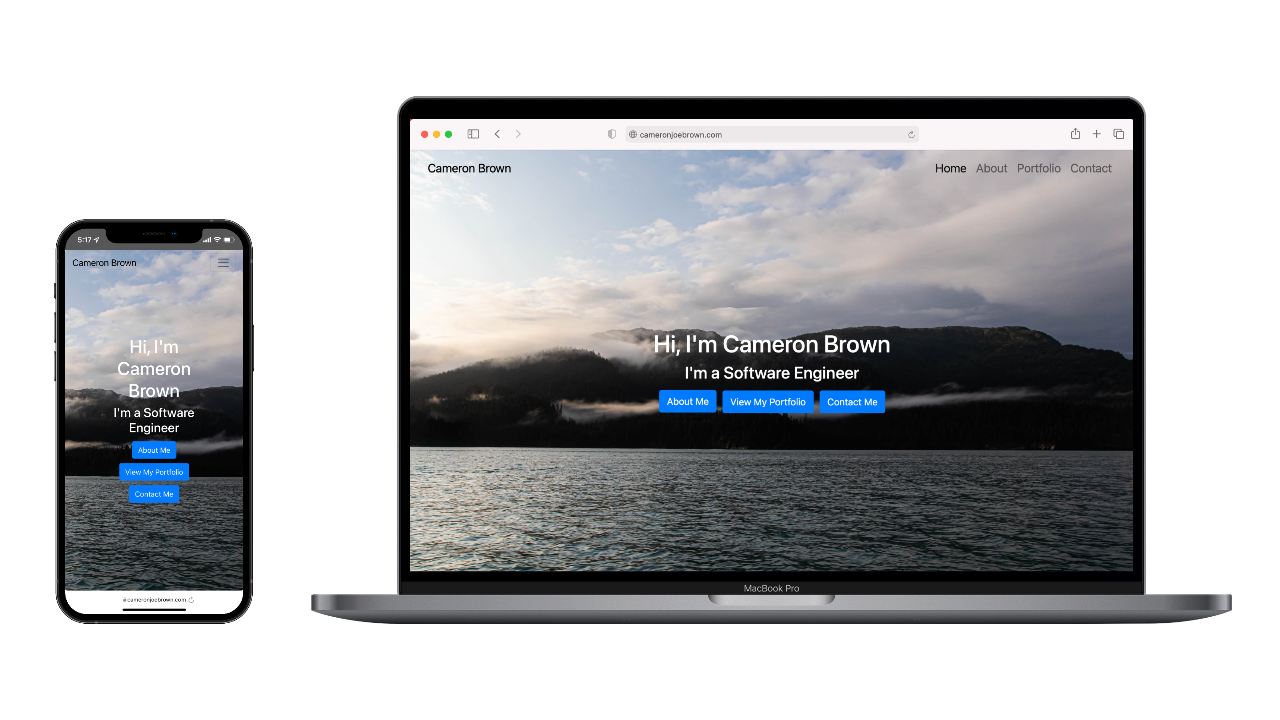 5:17
Cameron Brown
Hi, I'm
Cameron
Brown
I'm a Software
Engineer
About Me
View My Portfolio
Contact Me
cameronjoebrown.com
cameronjoebrown.com
Cameron Brown
Home About Portfolio Contact
Hi, I'm Cameron Brown
I'm a Software Engineer
About Me View My Portfolio Contact Me
MacBook Pro